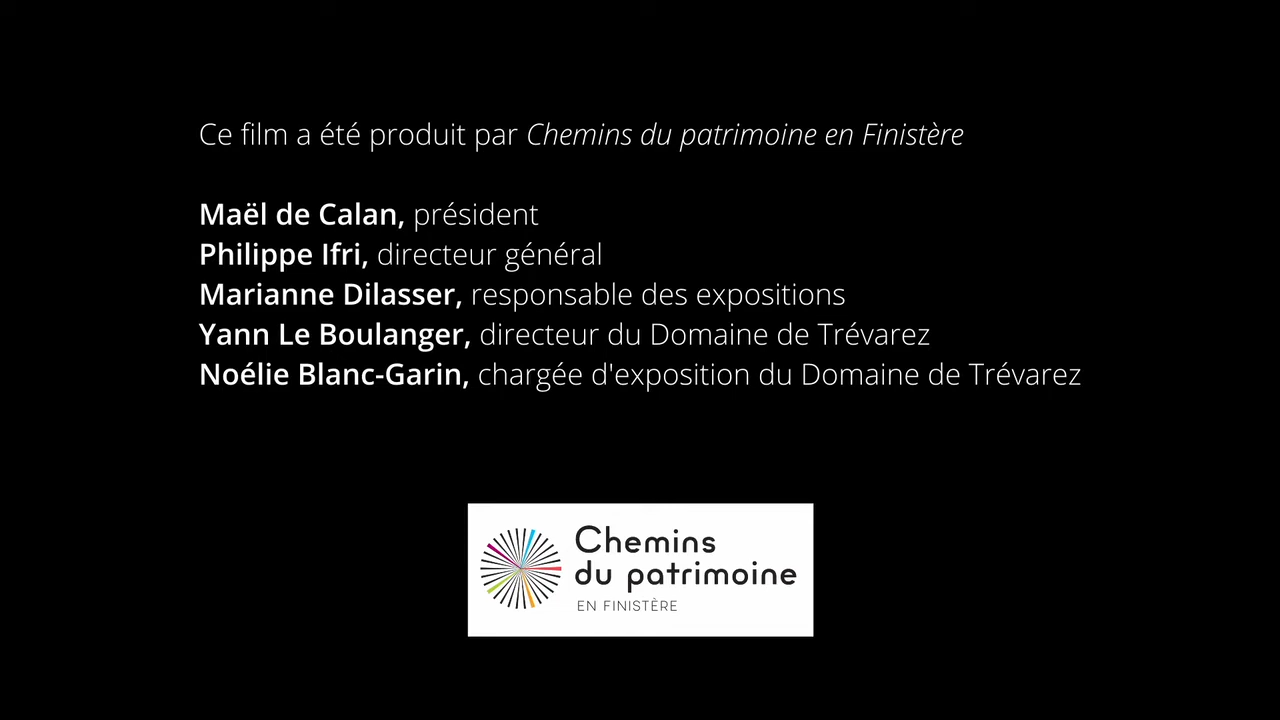 Ce film a été produit par Chemins du patrimoine en Finistère
Maël de Calan, président
Philippe Ifri, directeur général
Marianne Dilasser, responsable des expositions
Yann Le Boulanger, directeur du Domaine de Trévarez
Noélie Blanc-Garin, chargée d'exposition du Domaine de Trévarez
Chemins
du patrimoine
EN FINISTÈRE